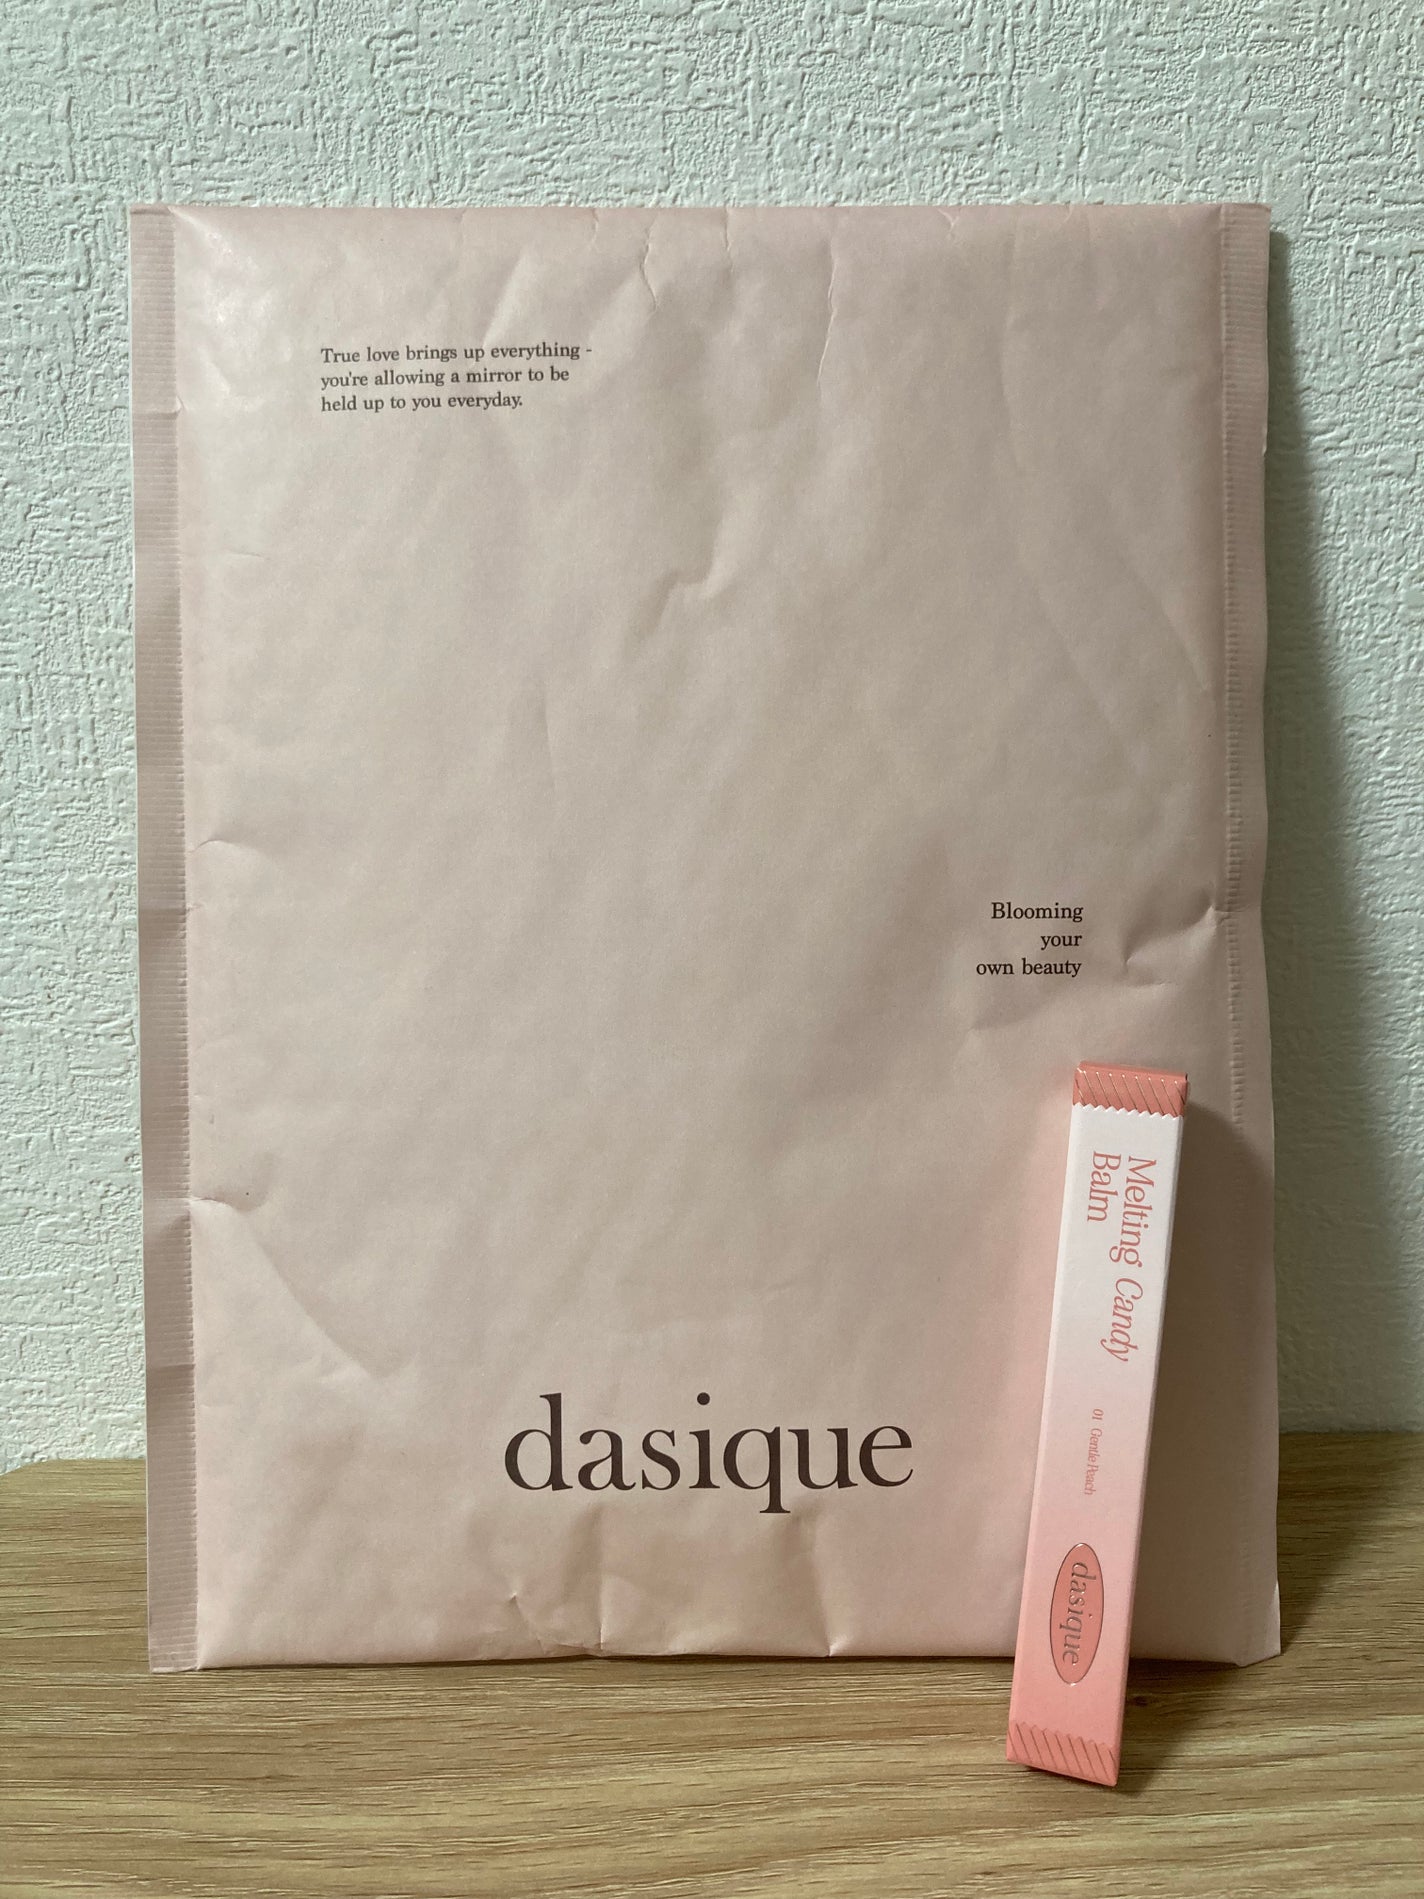 True love brings up everything -
you're allowing a mirror to be
held up to you everyday.
Blooming
your
own beauty
dasique
Melting Candy
Balm
01 Gentle Peach
dasique